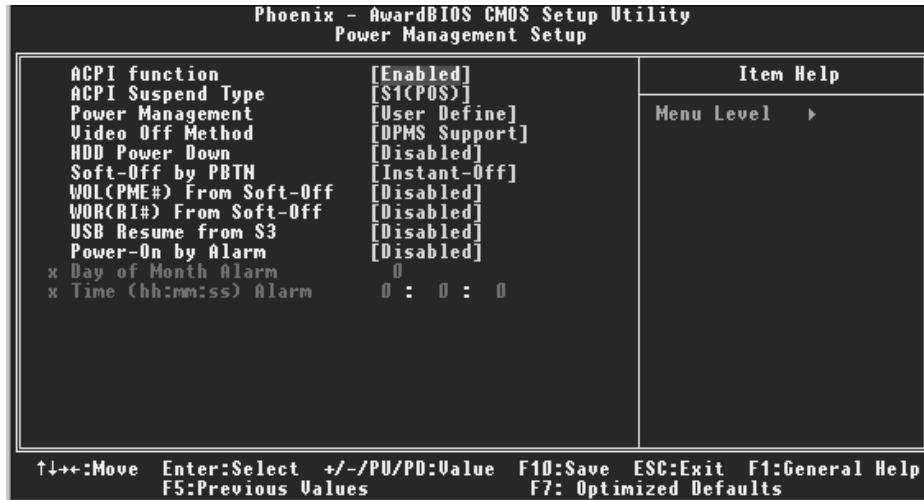 Phoenix - AwardBIOS CMOS Setup Utility
Power Management Setup
ACPI function [Enabled]
ACPI Suspend Type [S1(POS)]
Power Management [User Define]
Video Off Method [DPMS Support]
HDD Power Down [Disabled]
Soft-Off by PBTN [Instant-Off]
WOL(PME#) From Soft-Off [Disabled]
WOR(RI#) From Soft-Off [Disabled]
USB Resume from S3 [Disabled]
Power-On by Alarm [Disabled]
x Day of Month Alarm 0
x Time (hh:mm:ss) Alarm 0 : 0 : 0
Item Help
Menu Level ▸
↑↓→←:Move Enter:Select +/-/PU/PD:Value F10:Save ESC:Exit F1:General Help
F5:Previous Values F7: Optimized Defaults